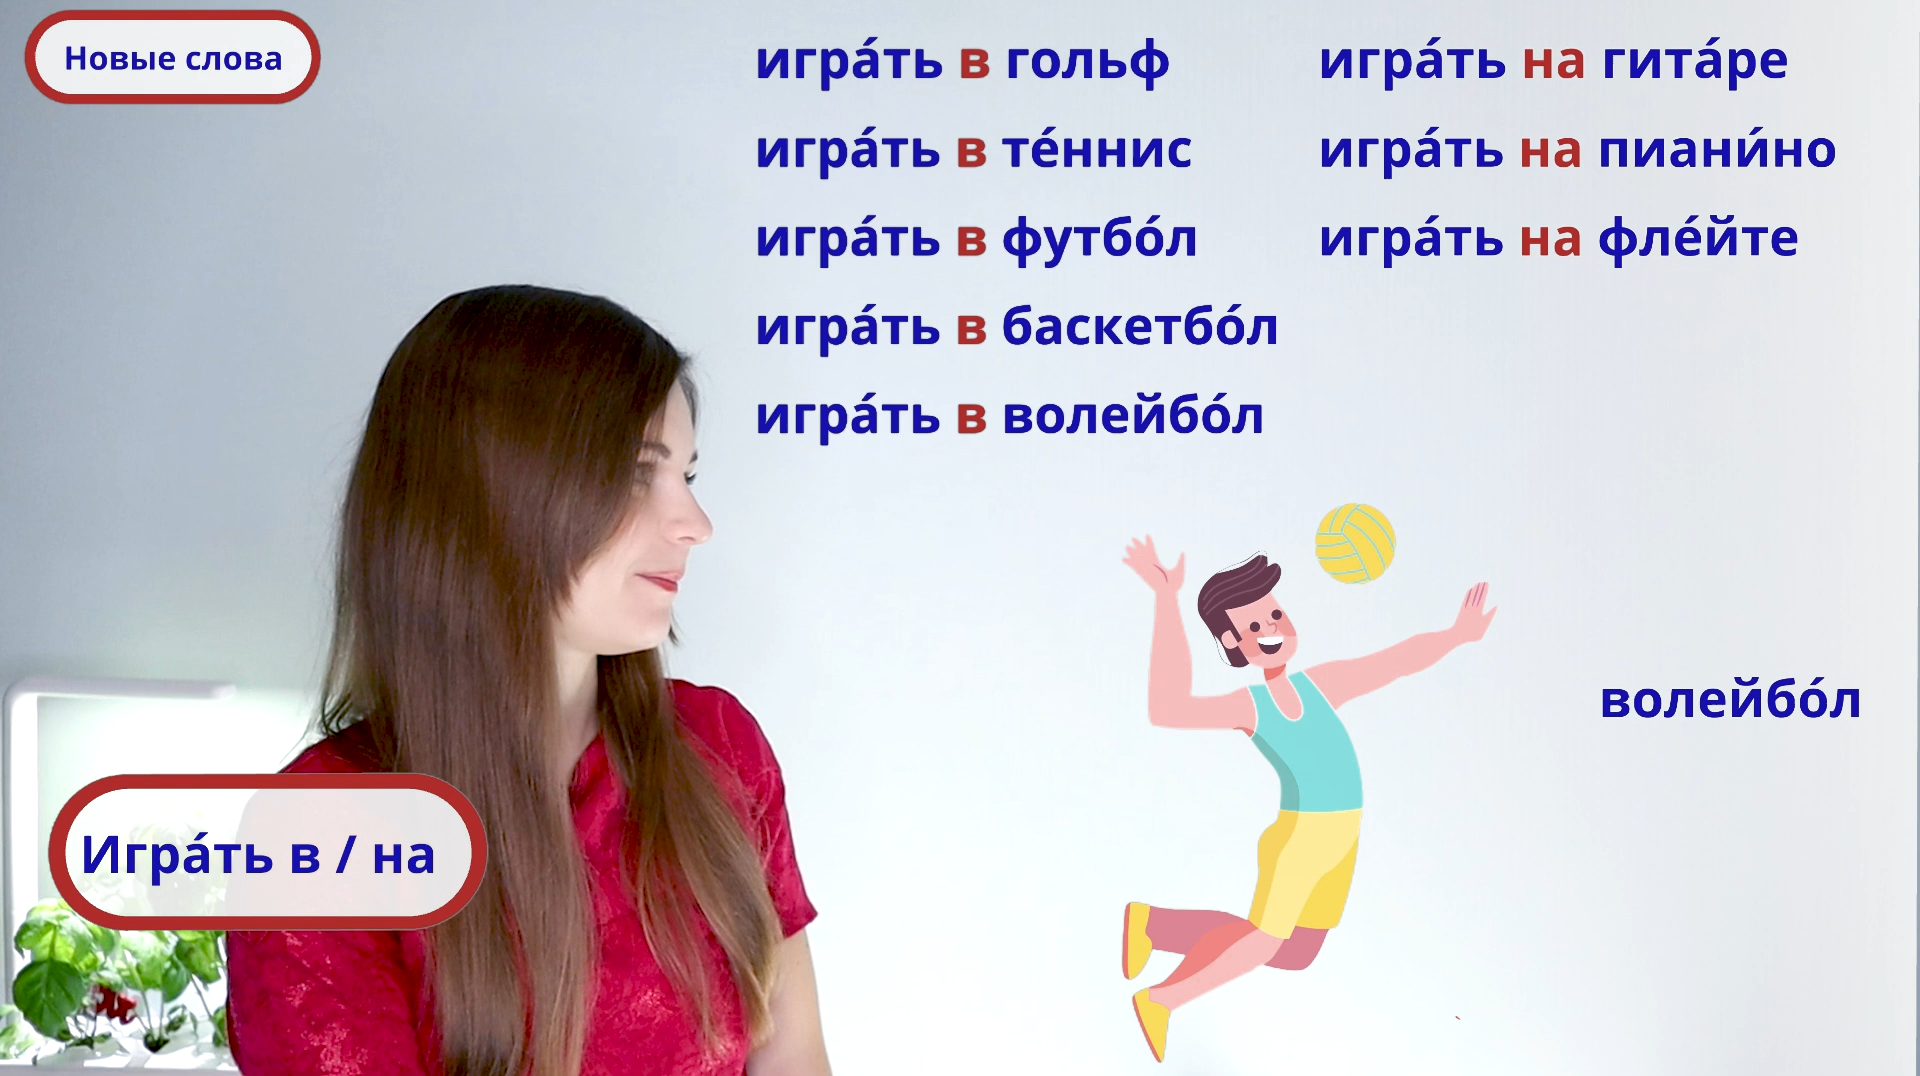 Новые слова
игра́ть в гольф
игра́ть в те́ннис
игра́ть в футбо́л
игра́ть в баскетбо́л
игра́ть в волейбо́л
игра́ть на гита́ре
игра́ть на пиани́но
игра́ть на фле́йте
волейбо́л
Игра́ть в / на